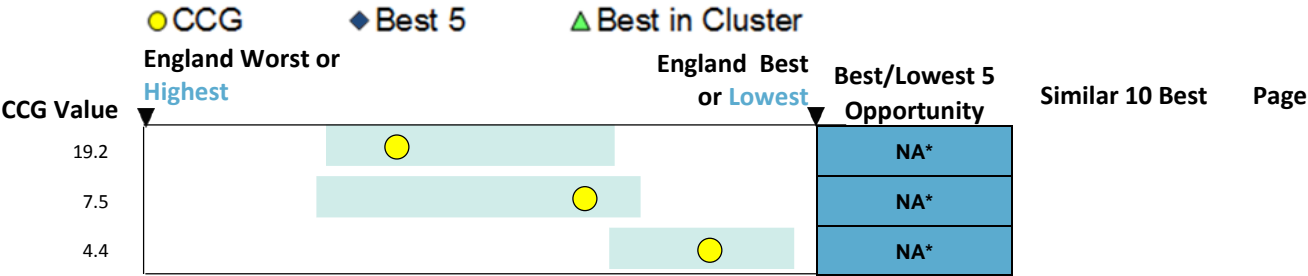 CCG Best 5 Best in Cluster
England Worst or Highest
England Best or Lowest
Best/Lowest 5 Opportunity
CCG Value Similar 10 Best Page
19.2 NA*
7.5 NA*
4.4 NA*